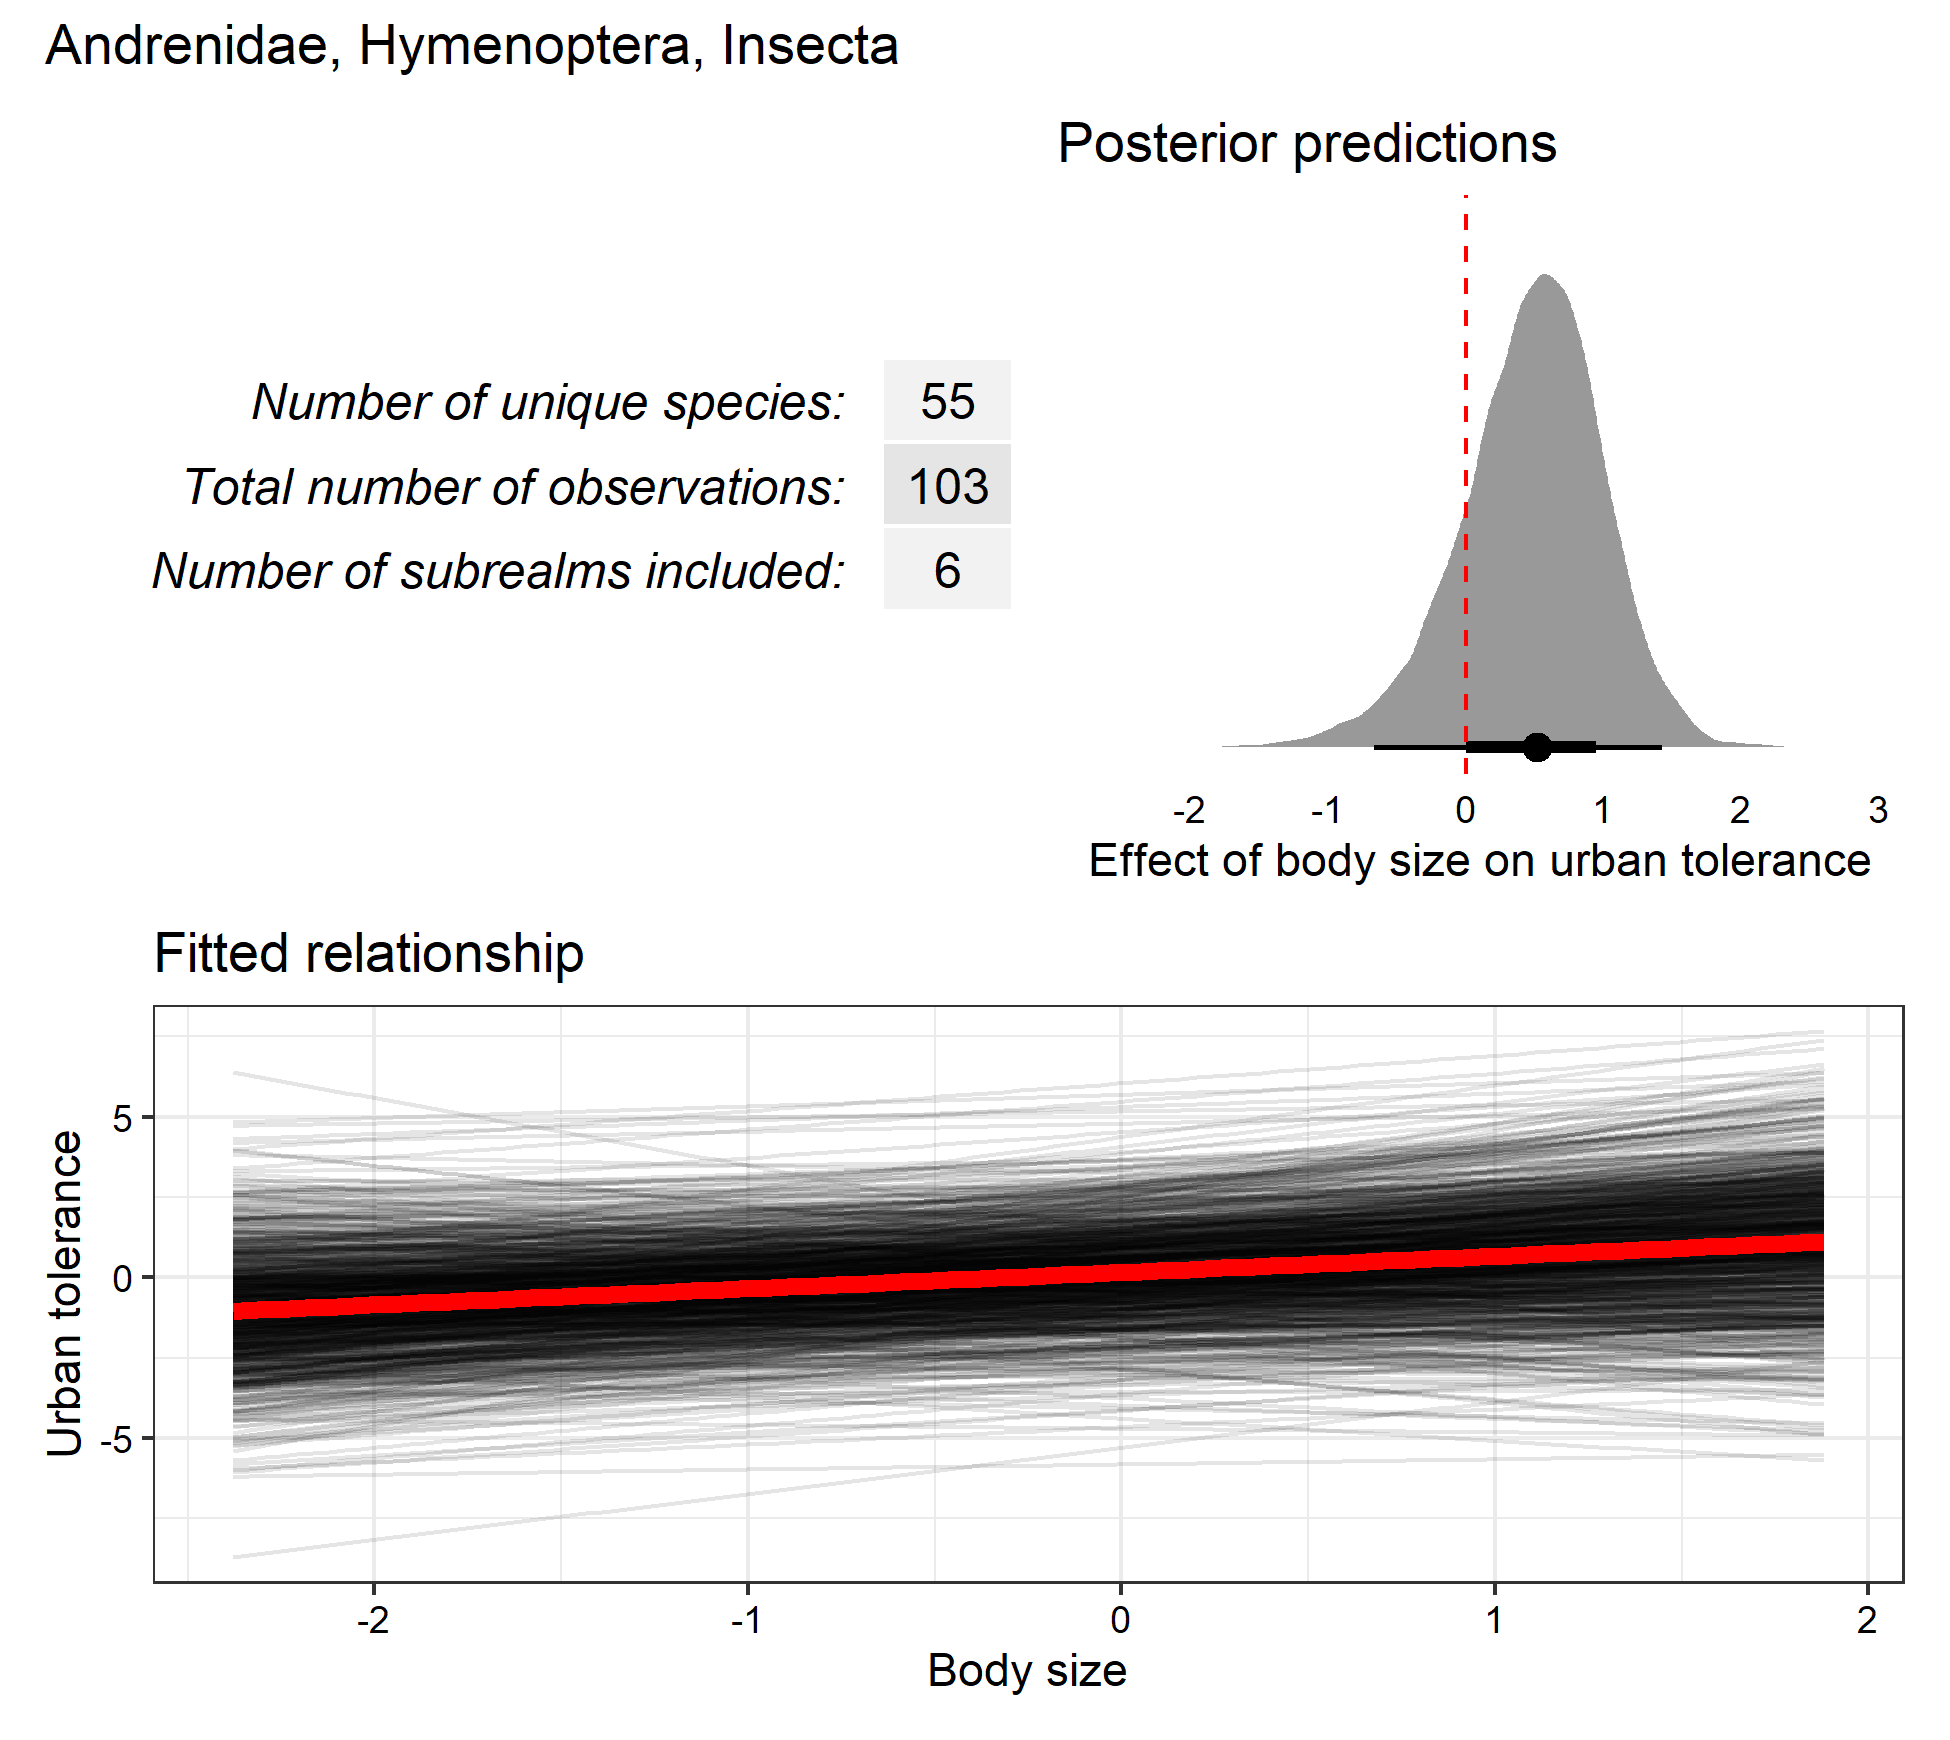 Andrenidae, Hymenoptera, Insecta
Posterior predictions
Number of unique species: 55
Total number of observations: 103
Number of subrealms included: 6
-2 -1 0 1 2 3
Effect of body size on urban tolerance
Fitted relationship
5
0
-5
Urban tolerance
-2 -1 0 1 2
Body size